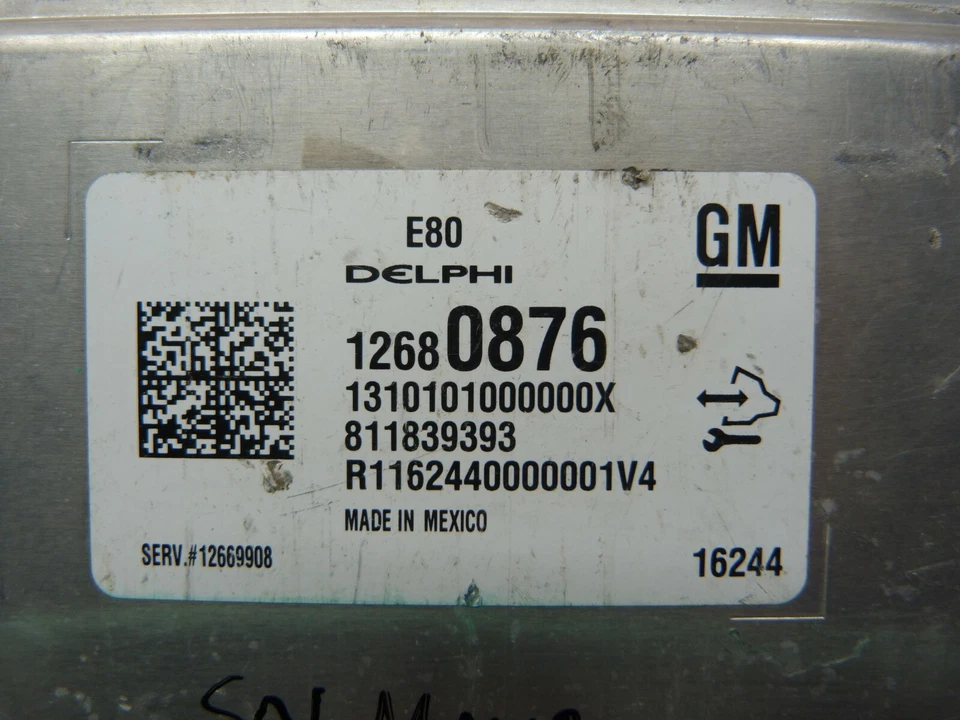 E80
DELPHI
GM
12680876
1310101000000X
811839393
R1162440000001V4
MADE IN MEXICO
SERV.#12669908
16244